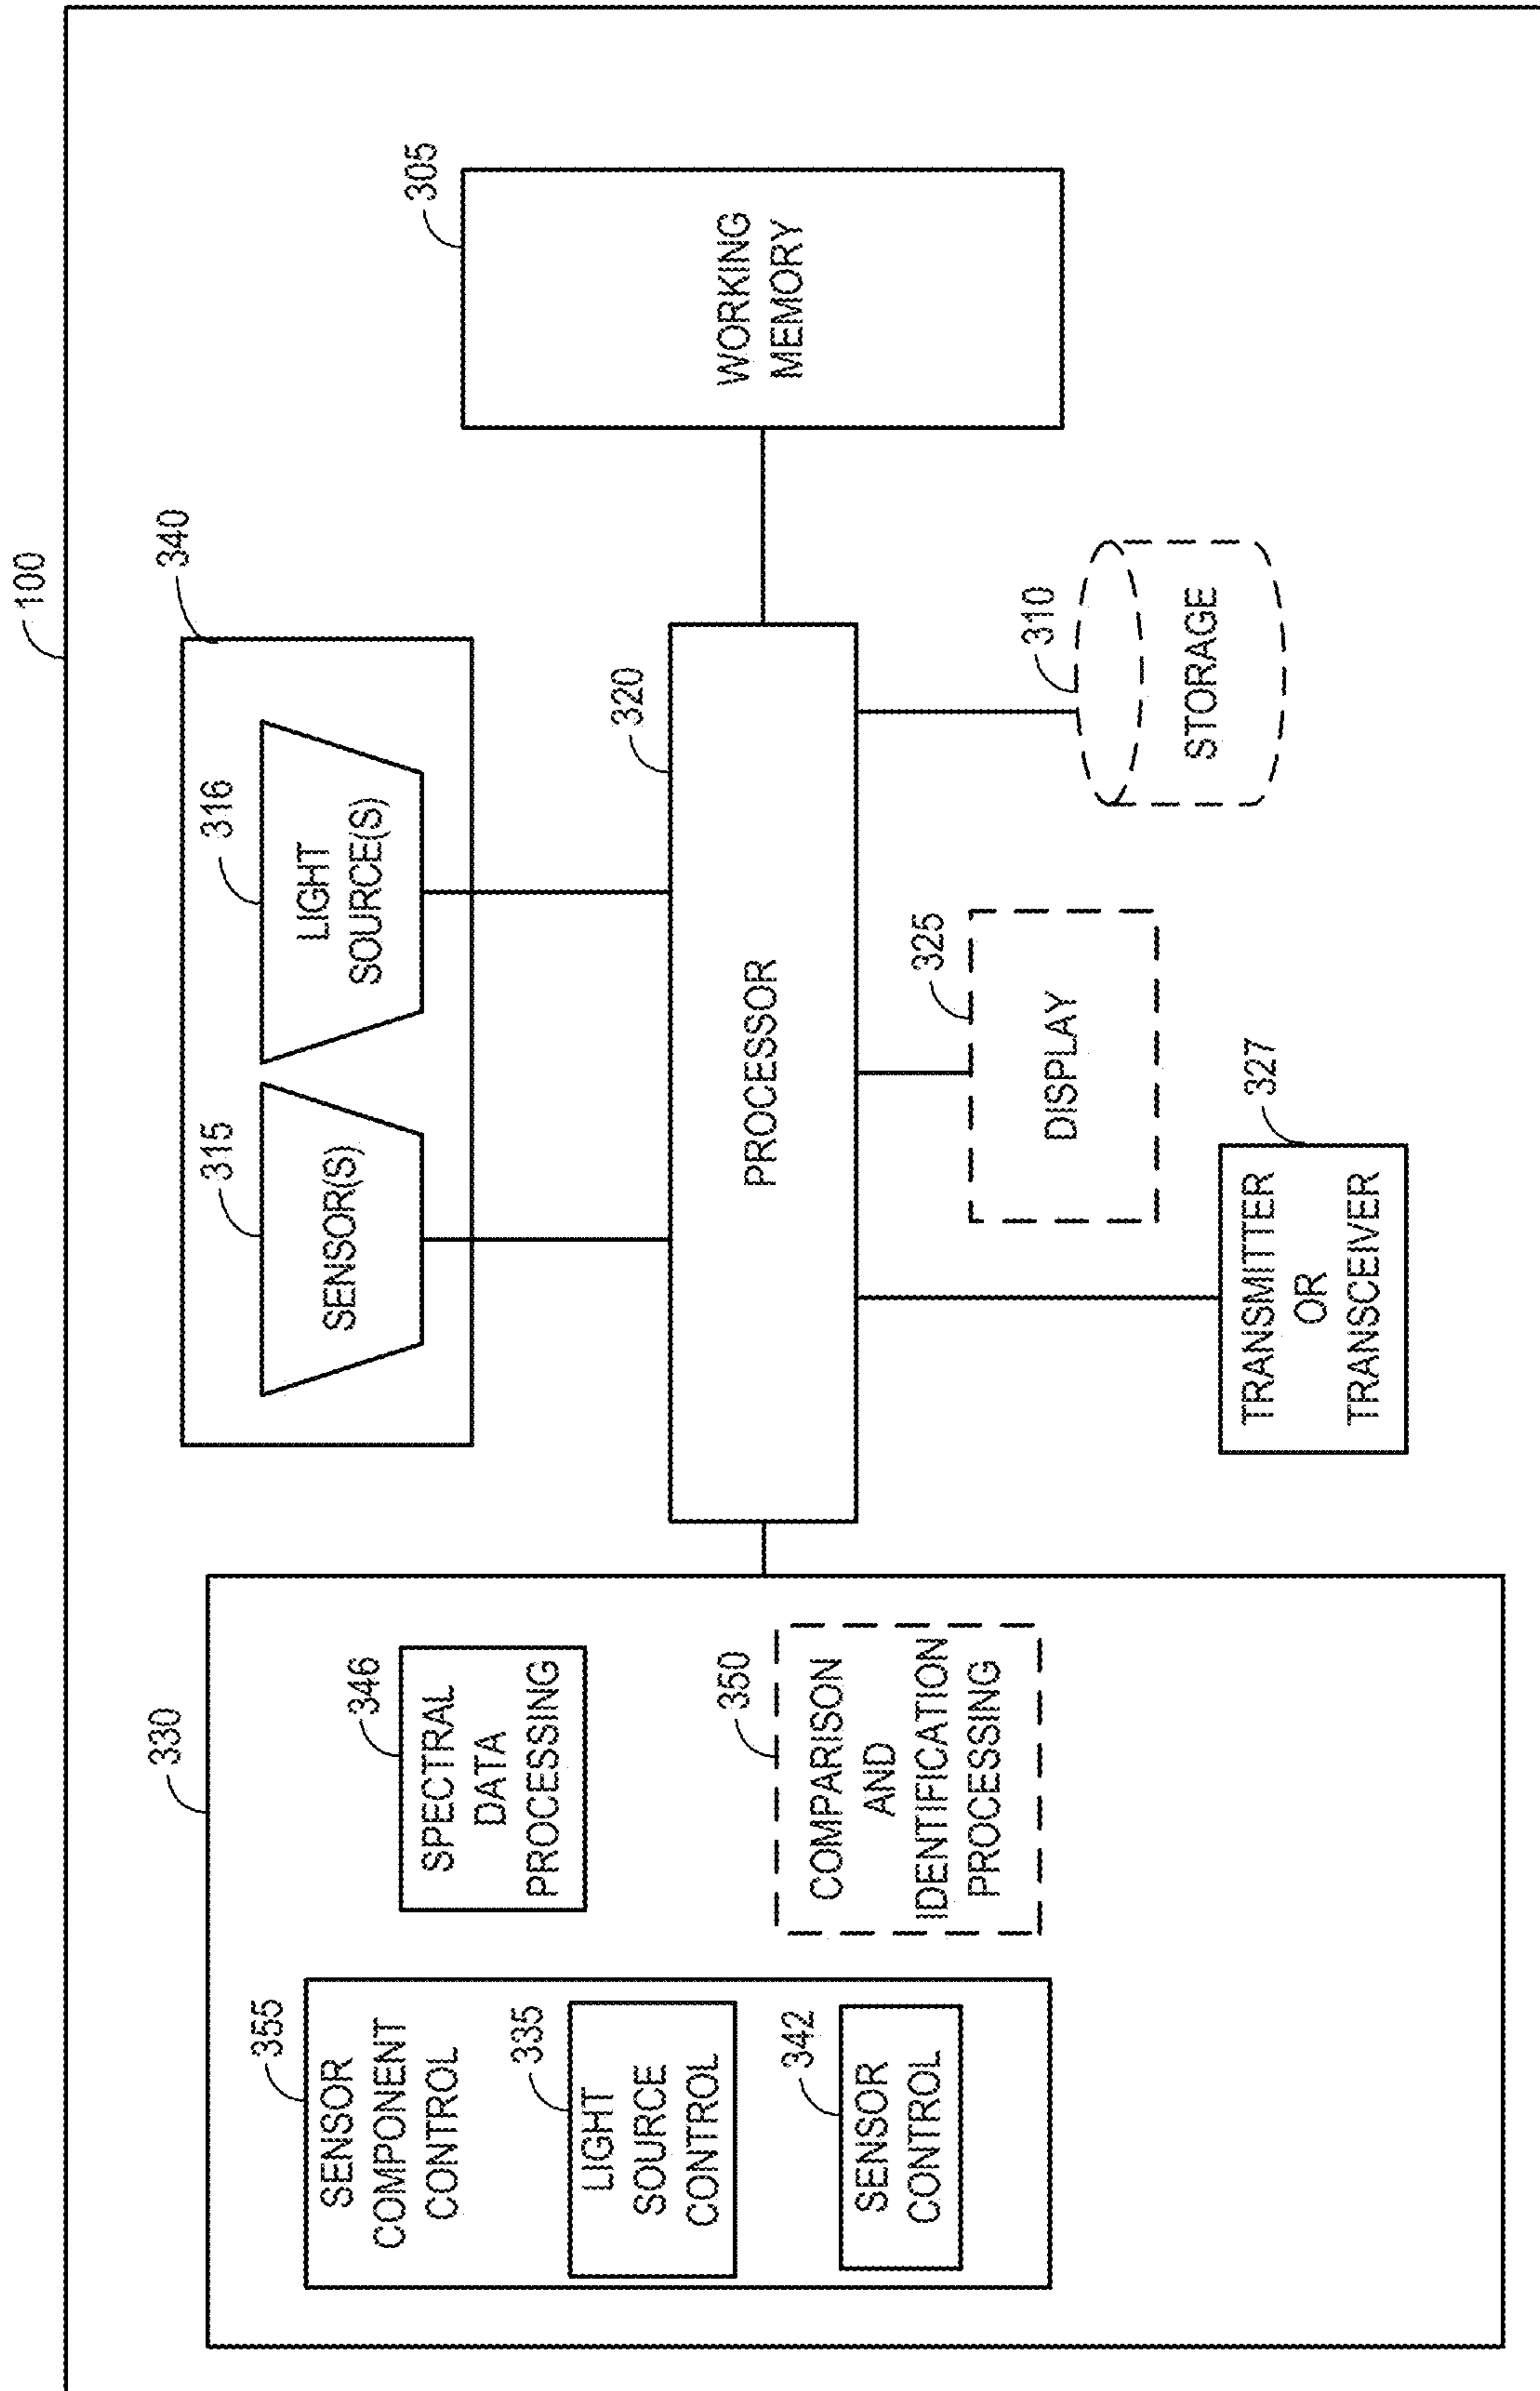 100
330
355
SENSOR
COMPONENT
CONTROL
335
LIGHT
SOURCE
CONTROL
342
SENSOR
CONTROL
346
SPECTRAL
DATA
PROCESSING
350
COMPARISON
AND
IDENTIFICATION
PROCESSING
340
315
SENSOR(S)
316
LIGHT
SOURCE(S)
320
PROCESSOR
305
WORKING
MEMORY
325
DISPLAY
310
STORAGE
327
TRANSMITTER
OR
TRANSCEIVER